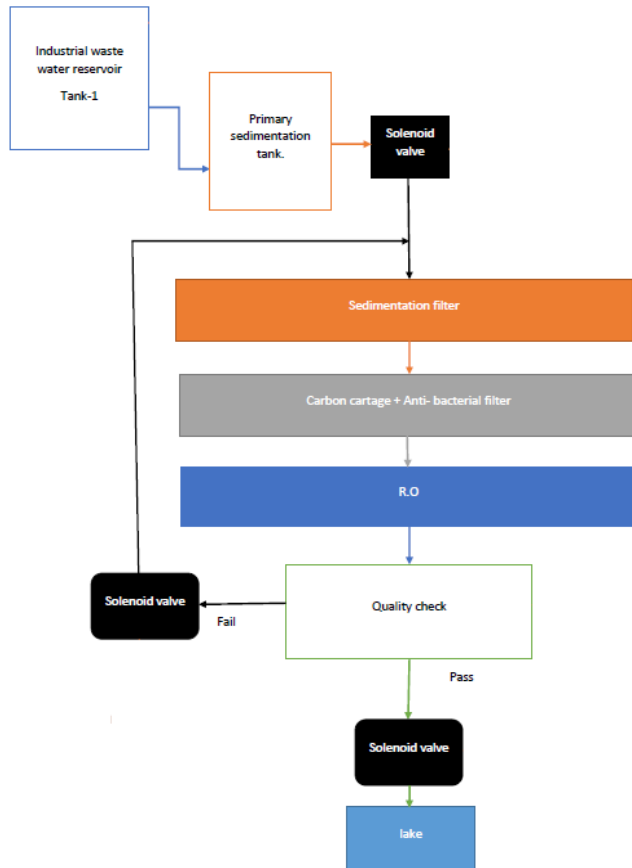 Industrial waste
water reservoir
Tank-1
Primary
sedimentation
tank.
Solenoid
valve
Sedimentation filter
Carbon cartage + Anti- bacterial filter
R.O
Solenoid valve
Fail
Quality check
Pass
Solenoid valve
lake